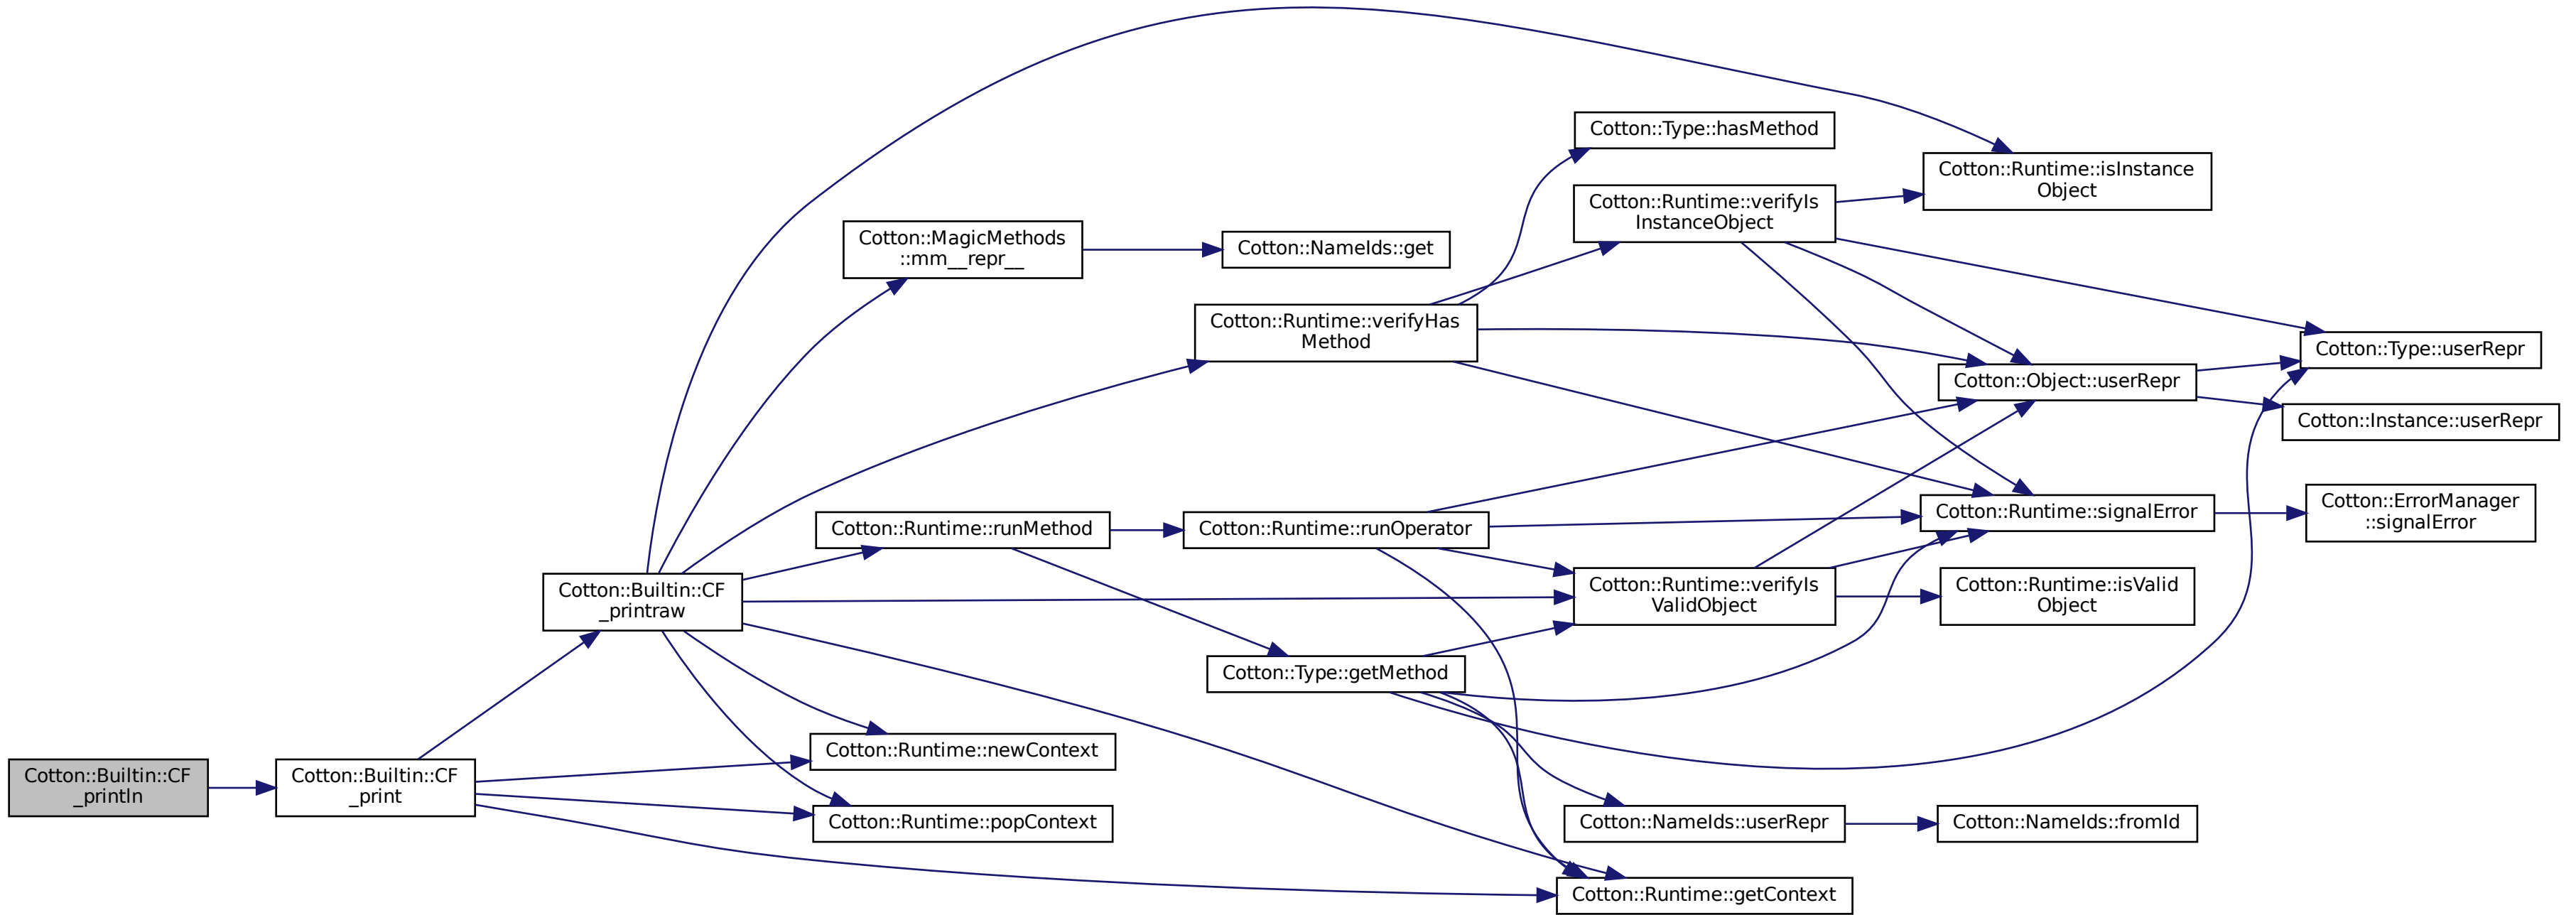 Cotton::Builtin::CF
_println
Cotton::Builtin::CF
_print
Cotton::Builtin::CF
_printraw
Cotton::MagicMethods
::mm__repr__
Cotton::Runtime::runMethod
Cotton::Runtime::newContext
Cotton::Runtime::popContext
Cotton::NameIds::get
Cotton::Runtime::verifyHas
Method
Cotton::Runtime::runOperator
Cotton::Type::getMethod
Cotton::Type::hasMethod
Cotton::Runtime::verifyIs
InstanceObject
Cotton::Runtime::verifyIs
ValidObject
Cotton::NameIds::userRepr
Cotton::Runtime::getContext
Cotton::Runtime::isInstance
Object
Cotton::Object::userRepr
Cotton::Runtime::signalError
Cotton::Runtime::isValid
Object
Cotton::NameIds::fromId
Cotton::Type::userRepr
Cotton::Instance::userRepr
Cotton::ErrorManager
::signalError